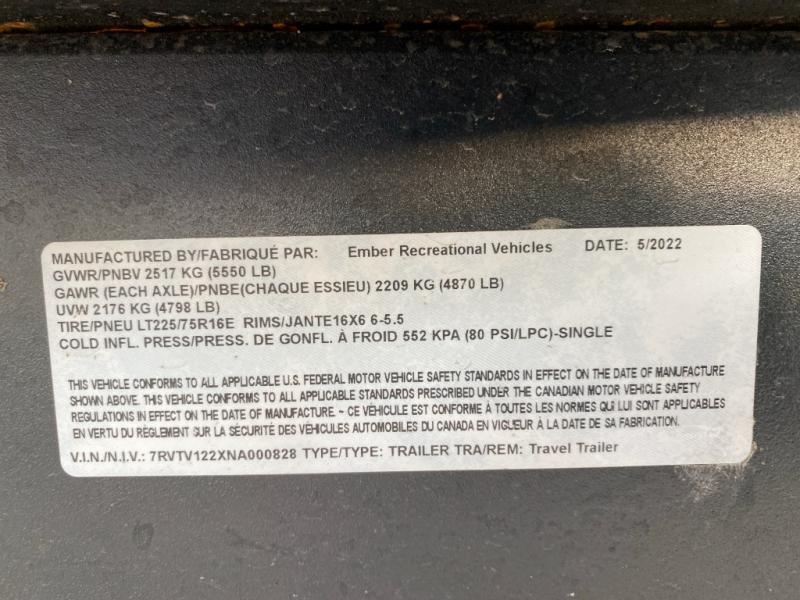 MANUFACTURED BY/FABRIQUÉ PAR: Ember Recreational Vehicles DATE: 5/2022
GVWR/PNBV 2517 KG (5550 LB)
GAWR (EACH AXLE)/PNBE(CHAQUE ESSIEU) 2209 KG (4870 LB)
UVW 2176 KG (4798 LB)
TIRE/PNEU LT225/75R16E RIMS/JANTE16X6 6-5.5
COLD INFL. PRESS/PRESS. DE GONFL. À FROID 552 KPA (80 PSI/LPC)-SINGLE
THIS VEHICLE CONFORMS TO ALL APPLICABLE U.S. FEDERAL MOTOR VEHICLE SAFETY STANDARDS IN EFFECT ON THE DATE OF MANUFACTURE
SHOWN ABOVE. THIS VEHICLE CONFORMS TO ALL APPLICABLE STANDARDS PRESCRIBED UNDER THE CANADIAN MOTOR VEHICLE SAFETY
REGULATIONS IN EFFECT ON THE DATE OF MANUFACTURE. ~ CE VÉHICULE EST CONFORME À TOUTES LES NORMES QUI LUI SONT APPLICABLES
EN VERTU DU RÈGLEMENT SUR LA SÉCURITÉ DES VÉHICULES AUTOMOBILES DU CANADA EN VIGUEUR À LA DATE DE SA FABRICATION.
V.I.N./N.I.V.: 7RVTV122XNA000828 TYPE/TYPE: TRAILER TRA/REM: Travel Trailer